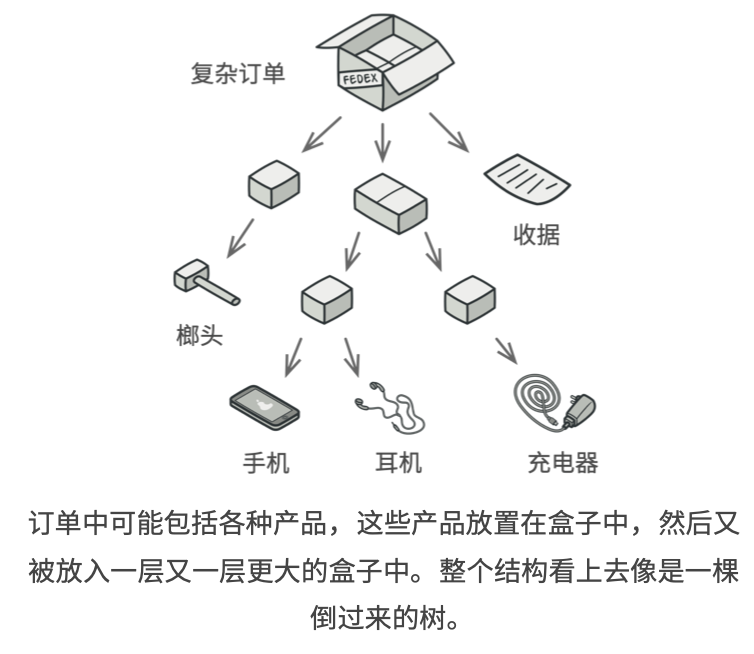 复杂订单
FEDEX
收据
榔头
手机
耳机
充电器
订单中可能包括各种产品，这些产品放置在盒子中，然后又
被放入一层又一层更大的盒子中。整个结构看上去像是一棵
倒过来的树。